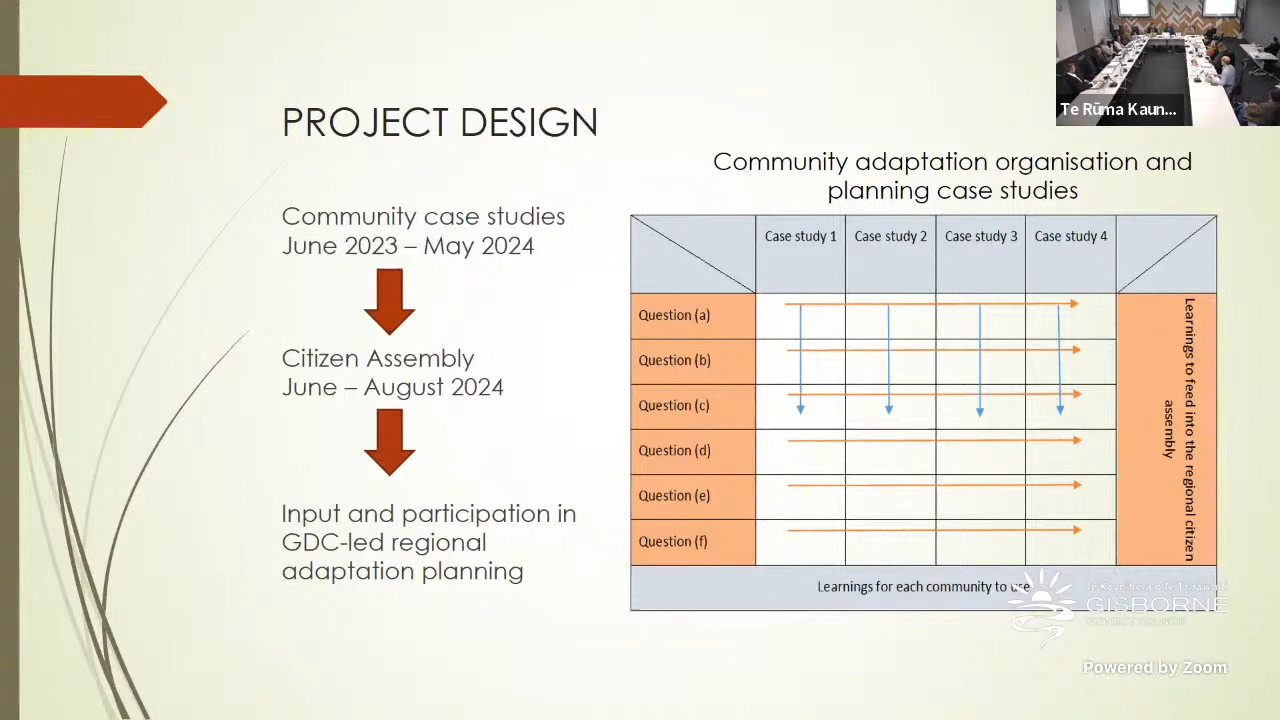 Te Rūma Kaun...
PROJECT DESIGN
Community case studies
June 2023 – May 2024
Citizen Assembly
June – August 2024
Input and participation in
GDC-led regional
adaptation planning
Community adaptation organisation and
planning case studies
Case study 1
Case study 2
Case study 3
Case study 4
Question (a)
Question (b)
Question (c)
Question (d)
Question (e)
Question (f)
Learnings to feed into the regional citizen
assembly
Learnings for each community to use
GISBORNE
DISTRICT COUNCIL
Powered by Zoom